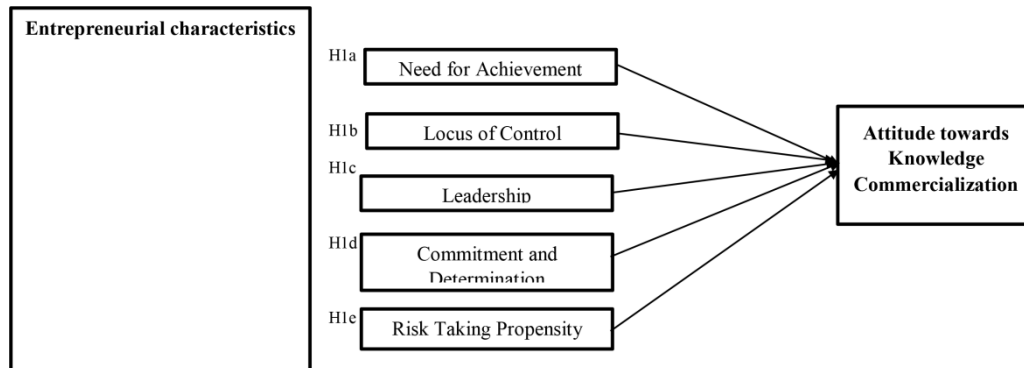 Entrepreneurial characteristics
H1a
Need for Achievement
H1b
Locus of Control
H1c
Leadership
H1d
Commitment and
Determination
H1e
Risk Taking Propensity
Attitude towards
Knowledge
Commercialization